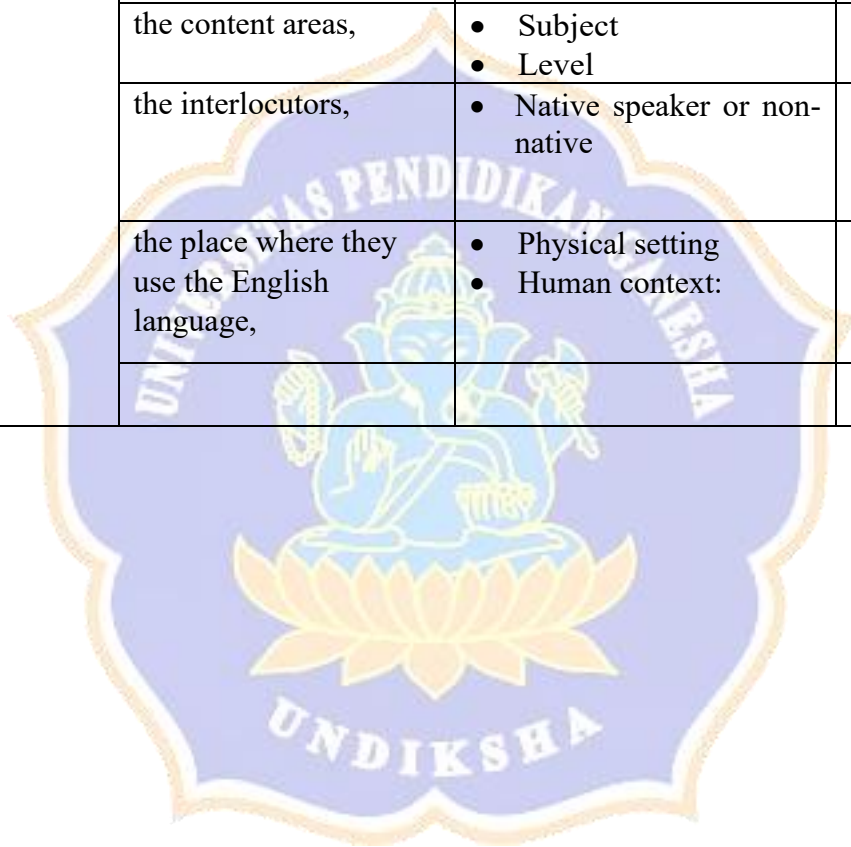 the content areas,
• Subject
• Level
the interlocutors,
• Native speaker or non-
native
the place where they
use the English
language,
• Physical setting
• Human context:
UNIVERSITAS PENDIDIKAN GANESHA
UNDIKSHA